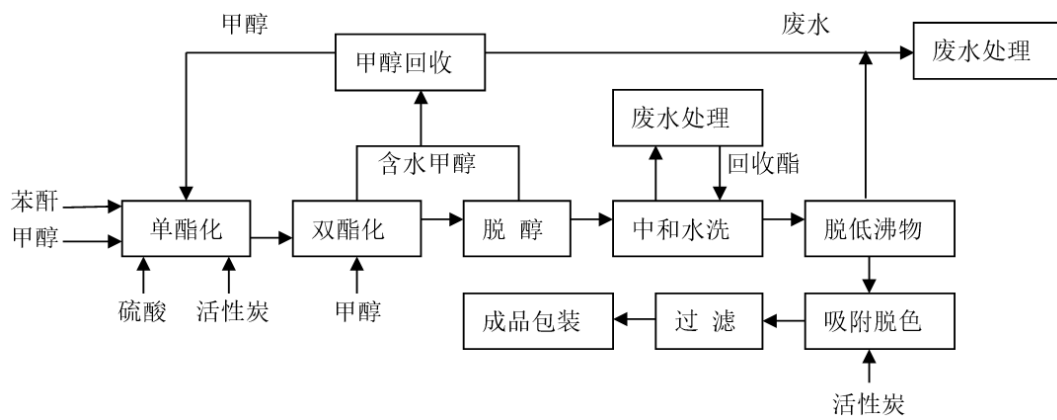 甲醇
废水
甲醇回收
废水处理
废水处理
含水甲醇
回收酯
苯酐
甲醇
单酯化
双酯化
脱 醇
中和水洗
脱低沸物
硫酸
活性炭
甲醇
成品包装
过 滤
吸附脱色
活性炭